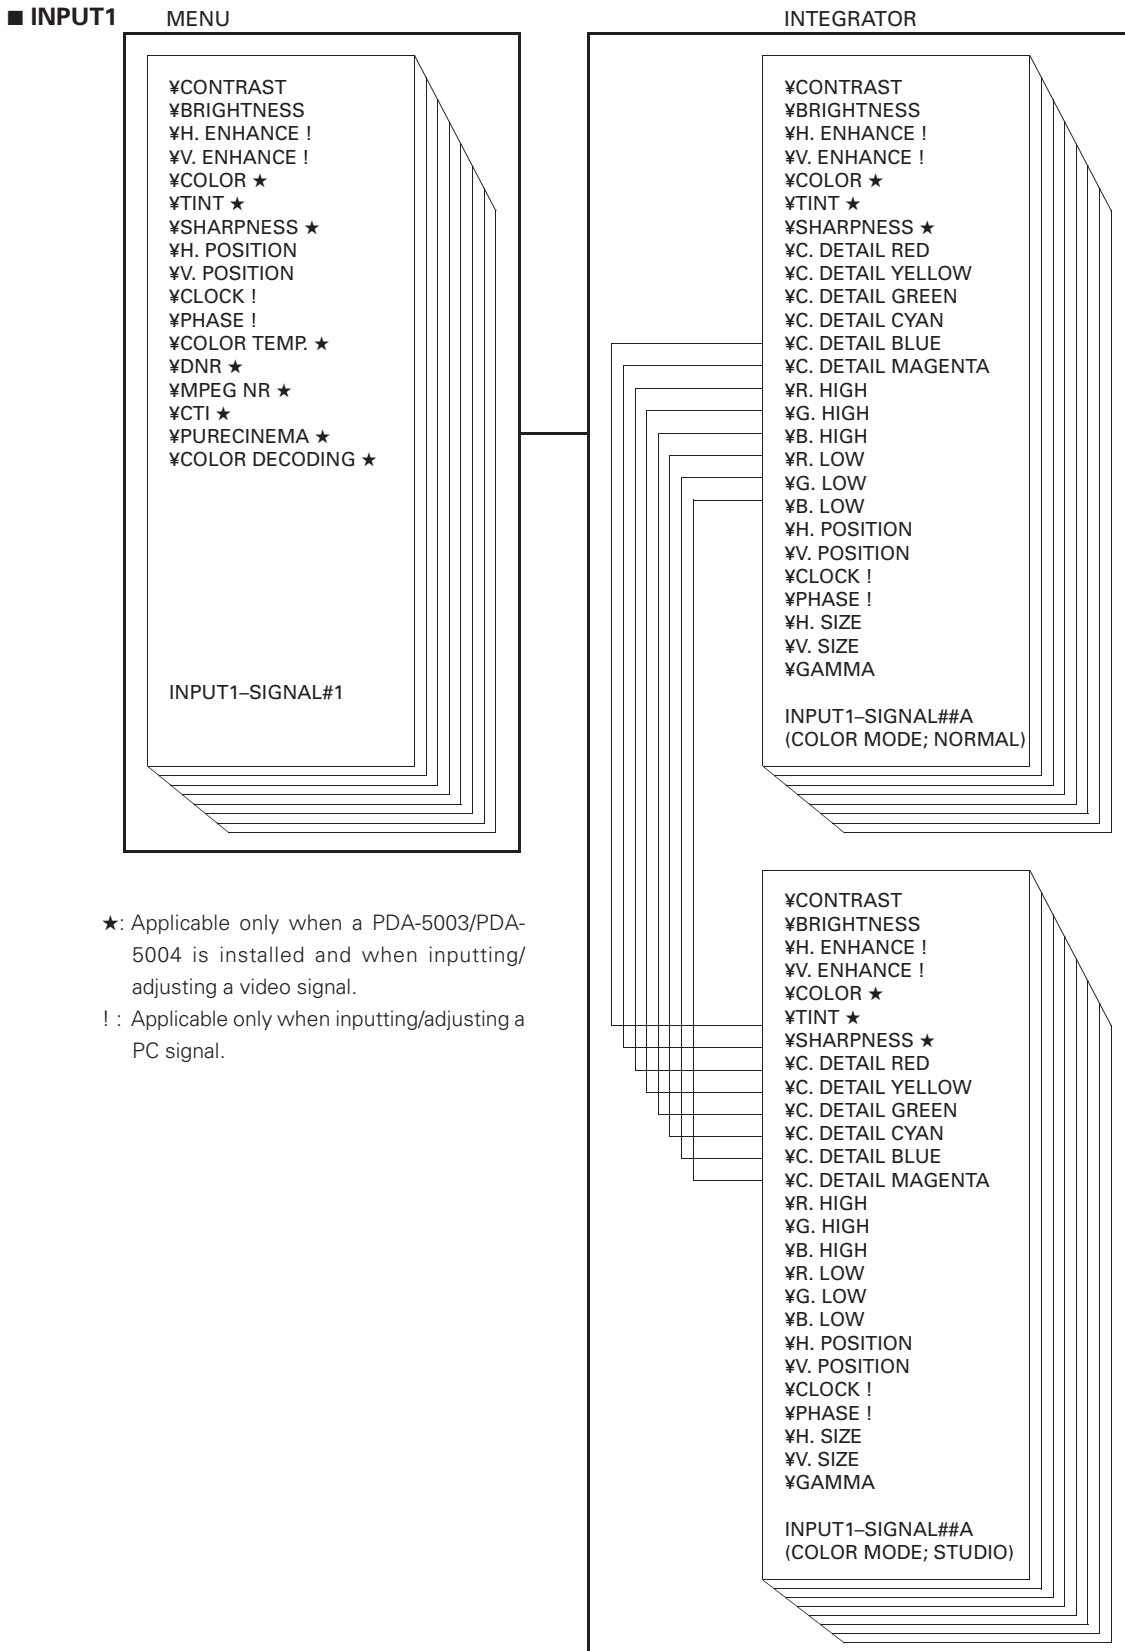 ■ INPUT1
MENU
¥CONTRAST
¥BRIGHTNESS
¥H. ENHANCE !
¥V. ENHANCE !
¥COLOR ★
¥TINT ★
¥SHARPNESS ★
¥H. POSITION
¥V. POSITION
¥CLOCK !
¥PHASE !
¥COLOR TEMP. ★
¥DNR ★
¥MPEG NR ★
¥CTI ★
¥PURECINEMA ★
¥COLOR DECODING ★
INPUT1–SIGNAL#1
★: Applicable only when a PDA-5003/PDA-
5004 is installed and when inputting/
adjusting a video signal.
! : Applicable only when inputting/adjusting a
PC signal.
INTEGRATOR
¥CONTRAST
¥BRIGHTNESS
¥H. ENHANCE !
¥V. ENHANCE !
¥COLOR ★
¥TINT ★
¥SHARPNESS ★
¥C. DETAIL RED
¥C. DETAIL YELLOW
¥C. DETAIL GREEN
¥C. DETAIL CYAN
¥C. DETAIL BLUE
¥C. DETAIL MAGENTA
¥R. HIGH
¥G. HIGH
¥B. HIGH
¥R. LOW
¥G. LOW
¥B. LOW
¥H. POSITION
¥V. POSITION
¥CLOCK !
¥PHASE !
¥H. SIZE
¥V. SIZE
¥GAMMA
INPUT1–SIGNAL##A
(COLOR MODE; NORMAL)
¥CONTRAST
¥BRIGHTNESS
¥H. ENHANCE !
¥V. ENHANCE !
¥COLOR ★
¥TINT ★
¥SHARPNESS ★
¥C. DETAIL RED
¥C. DETAIL YELLOW
¥C. DETAIL GREEN
¥C. DETAIL CYAN
¥C. DETAIL BLUE
¥C. DETAIL MAGENTA
¥R. HIGH
¥G. HIGH
¥B. HIGH
¥R. LOW
¥G. LOW
¥B. LOW
¥H. POSITION
¥V. POSITION
¥CLOCK !
¥PHASE !
¥H. SIZE
¥V. SIZE
¥GAMMA
INPUT1–SIGNAL##A
(COLOR MODE; STUDIO)